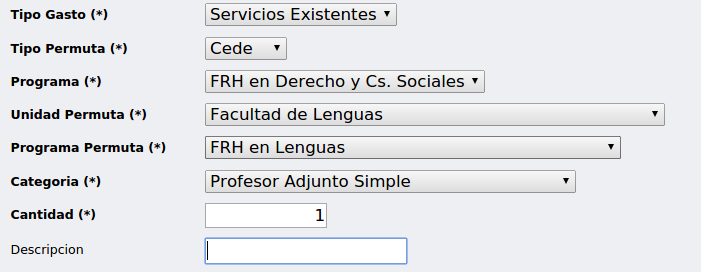 Tipo Gasto (*) Servicios Existentes
Tipo Permuta (*) Cede
Programa (*) FRH en Derecho y Cs. Sociales
Unidad Permuta (*) Facultad de Lenguas
Programa Permuta (*) FRH en Lenguas
Categoria (*) Profesor Adjunto Simple
Cantidad (*) 1
Descripcion